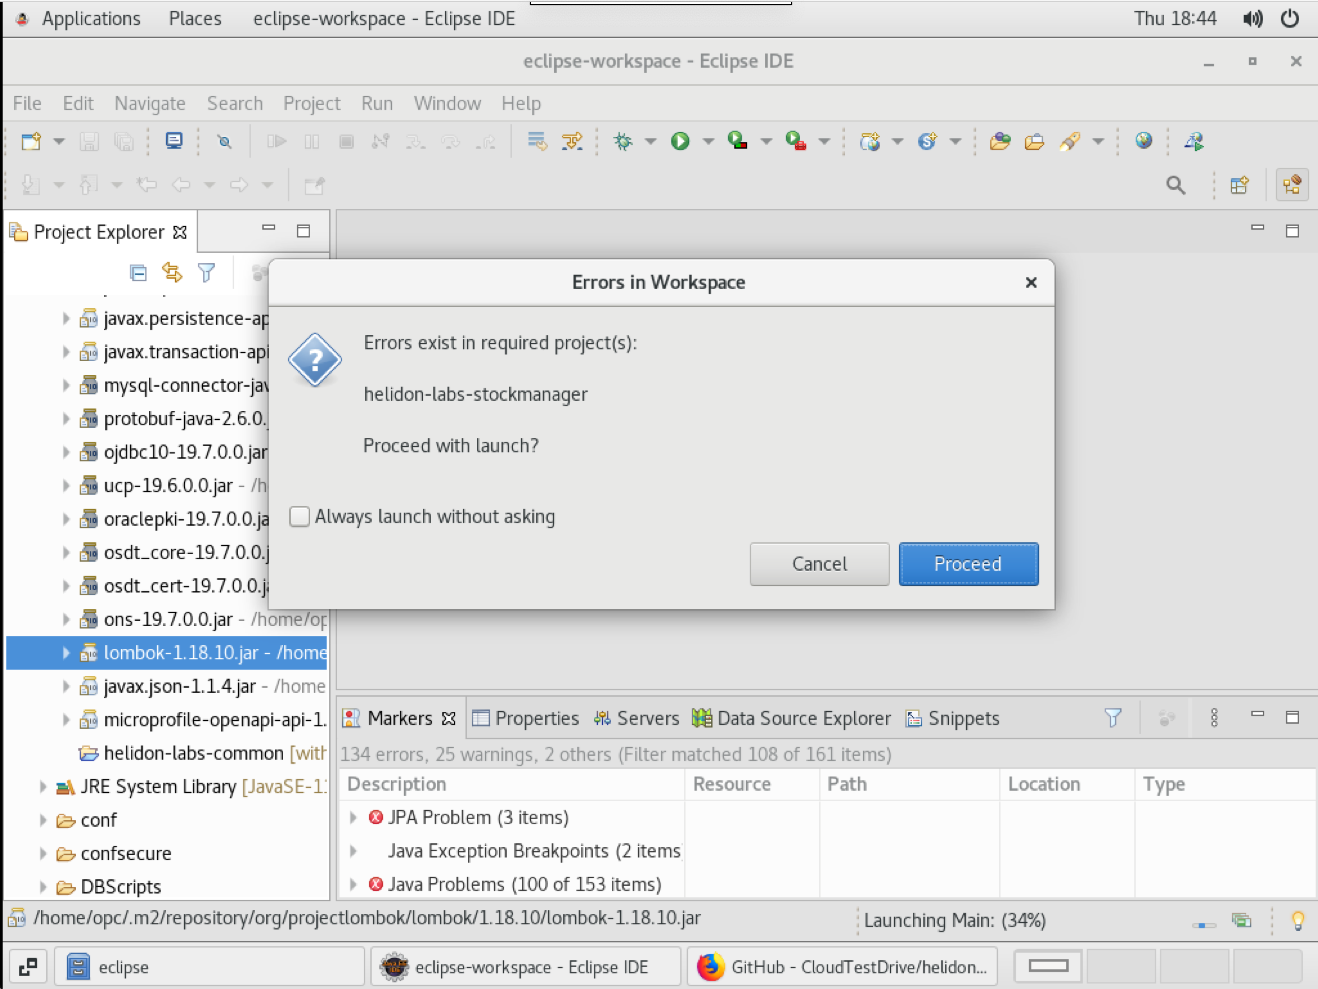 Applications Places eclipse-workspace - Eclipse IDE Thu 18:44
eclipse-workspace - Eclipse IDE
File Edit Navigate Search Project Run Window Help
Project Explorer
javax.persistence-ap
javax.transaction-api
mysql-connector-jav
protobuf-java-2.6.0.
ojdbc10-19.7.0.0.jar
ucp-19.6.0.0.jar - /h
oraclepki-19.7.0.0.ja
osdt_core-19.7.0.0.j
osdt_cert-19.7.0.0.ja
ons-19.7.0.0.jar - /home/op
lombok-1.18.10.jar - /home
javax.json-1.1.4.jar - /home
microprofile-openapi-api-1.
helidon-labs-common [with
JRE System Library [JavaSE-11
conf
confsecure
DBScripts
Errors in Workspace
Errors exist in required project(s):
helidon-labs-stockmanager
Proceed with launch?
Always launch without asking
Cancel Proceed
Markers Properties Servers Data Source Explorer Snippets
134 errors, 25 warnings, 2 others (Filter matched 108 of 161 items)
Description Resource Path Location Type
JPA Problem (3 items)
Java Exception Breakpoints (2 items
Java Problems (100 of 153 items)
/home/opc/.m2/repository/org/projectlombok/lombok/1.18.10/lombok-1.18.10.jar Launching Main: (34%)
eclipse eclipse-workspace - Eclipse IDE GitHub - CloudTestDrive/helidon...